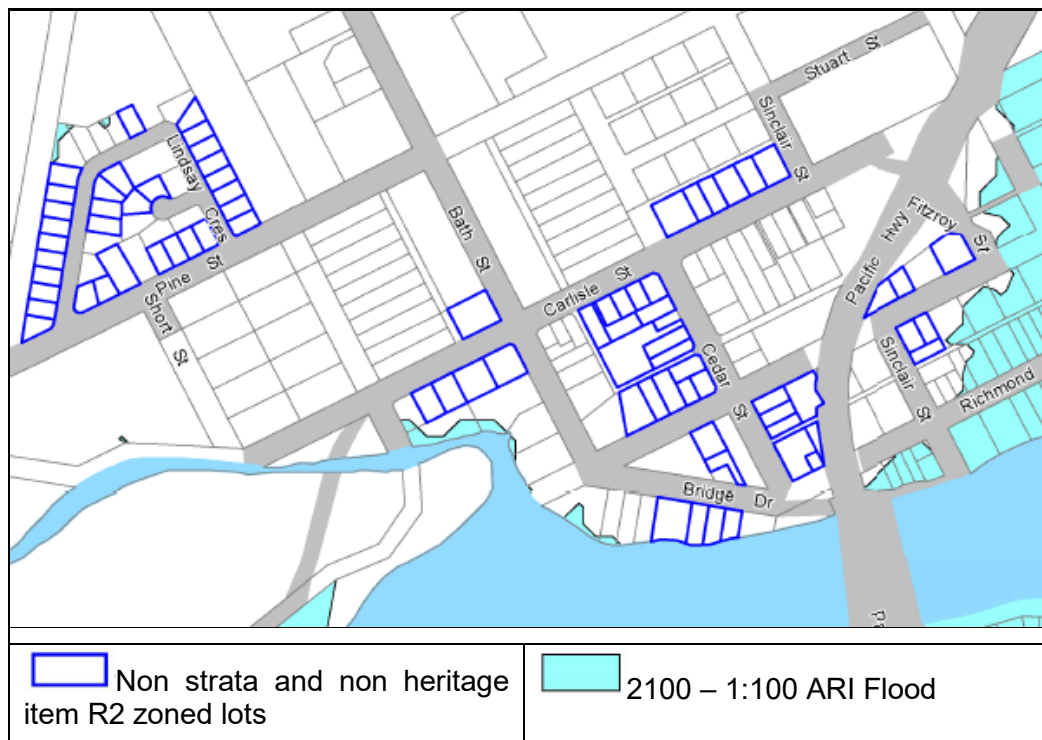 Stuart St
Sinclair
St
Lindsay
Cres
Fitzroy
St
Bath
St
Pacific Hwy
Pine St
Carlisle St
Short
St
Sinclair
St
Cedar
St
Richmond
Bridge Dr
Non strata and non heritage
item R2 zoned lots
2100 – 1:100 ARI Flood